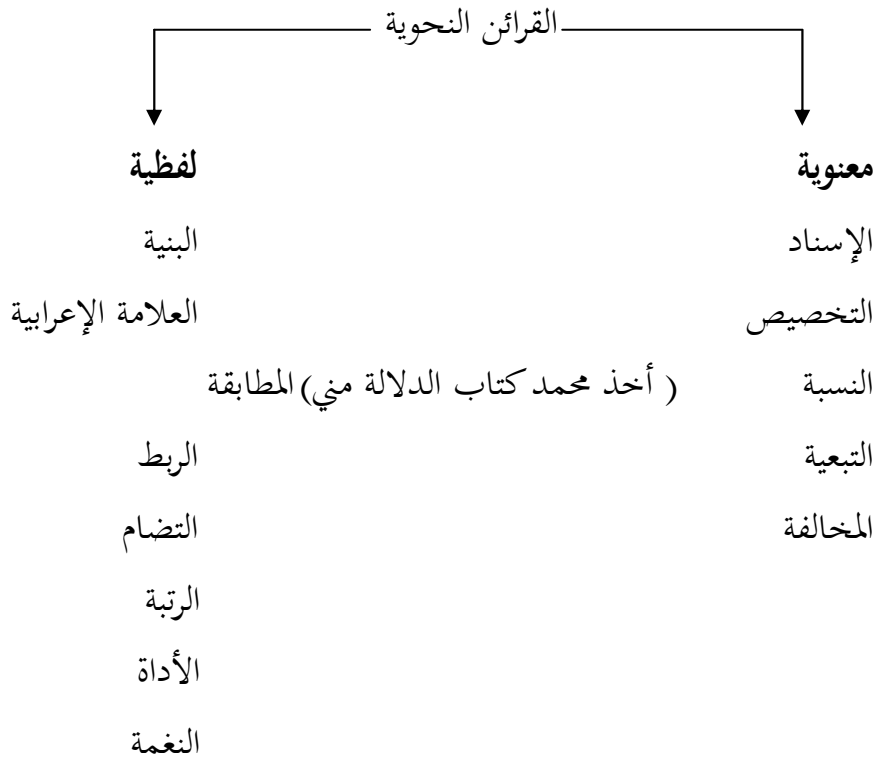 القرائن النحوية
معنوية لفظية
الإسناد البنية
التخصيص العلامة الإعرابية
النسبة ( أخذ محمد كتاب الدلالة مني) المطابقة
التبعية الربط
المخالفة التضام
الرتبة
الأداة
النغمة